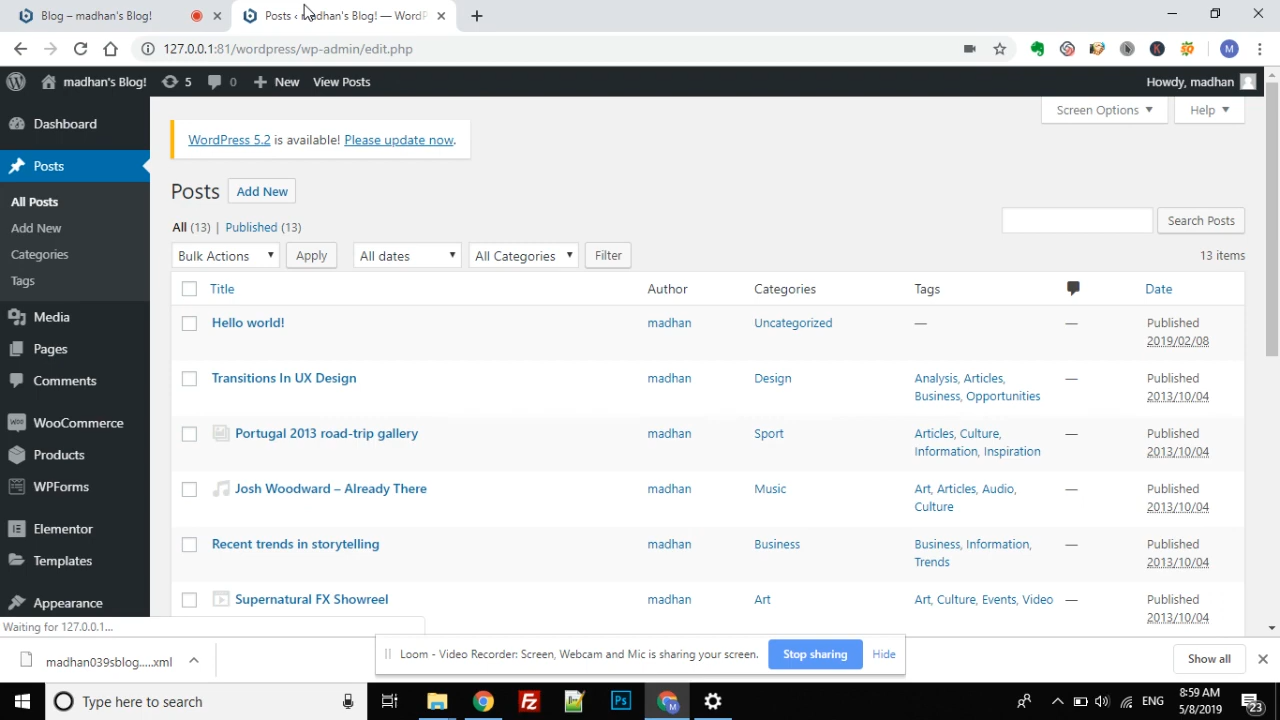 Blog – madhan's Blog!
Posts ‹ madhan's Blog! — WordP
127.0.0.1:81/wordpress/wp-admin/edit.php
M
madhan's Blog!
5
0
New
View Posts
Howdy, madhan
Dashboard
Posts
All Posts
Add New
Categories
Tags
Media
Pages
Comments
WooCommerce
Products
WPForms
Elementor
Templates
Appearance
Screen Options
Help
WordPress 5.2 is available! Please update now.
Posts Add New
All (13) | Published (13)
Search Posts
Bulk Actions Apply All dates All Categories Filter 13 items
Title Author Categories Tags Date
Hello world! madhan Uncategorized — — Published
2019/02/08
Transitions In UX Design madhan Design Analysis, Articles, — Published
Business, Opportunities 2013/10/04
Portugal 2013 road-trip gallery madhan Sport Articles, Culture, — Published
Information, Inspiration 2013/10/04
Josh Woodward – Already There madhan Music Art, Articles, Audio, — Published
Culture 2013/10/04
Recent trends in storytelling madhan Business Business, Information, — Published
Trends 2013/10/04
Supernatural FX Showreel madhan Art Art, Culture, Events, Video — Published
2013/10/04
Waiting for 127.0.0.1...
madhan039sblog.....xml
Loom - Video Recorder: Screen, Webcam and Mic is sharing your screen. Stop sharing Hide
Show all
Type here to search
ENG
8:59 AM
5/8/2019
23